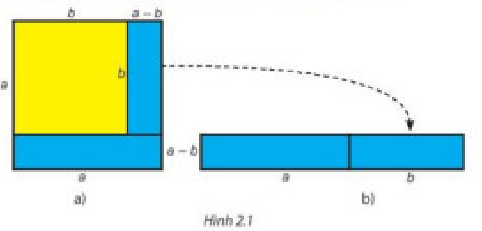 b a – b
a b
a – b
a a b
a) b)
Hình 2.1